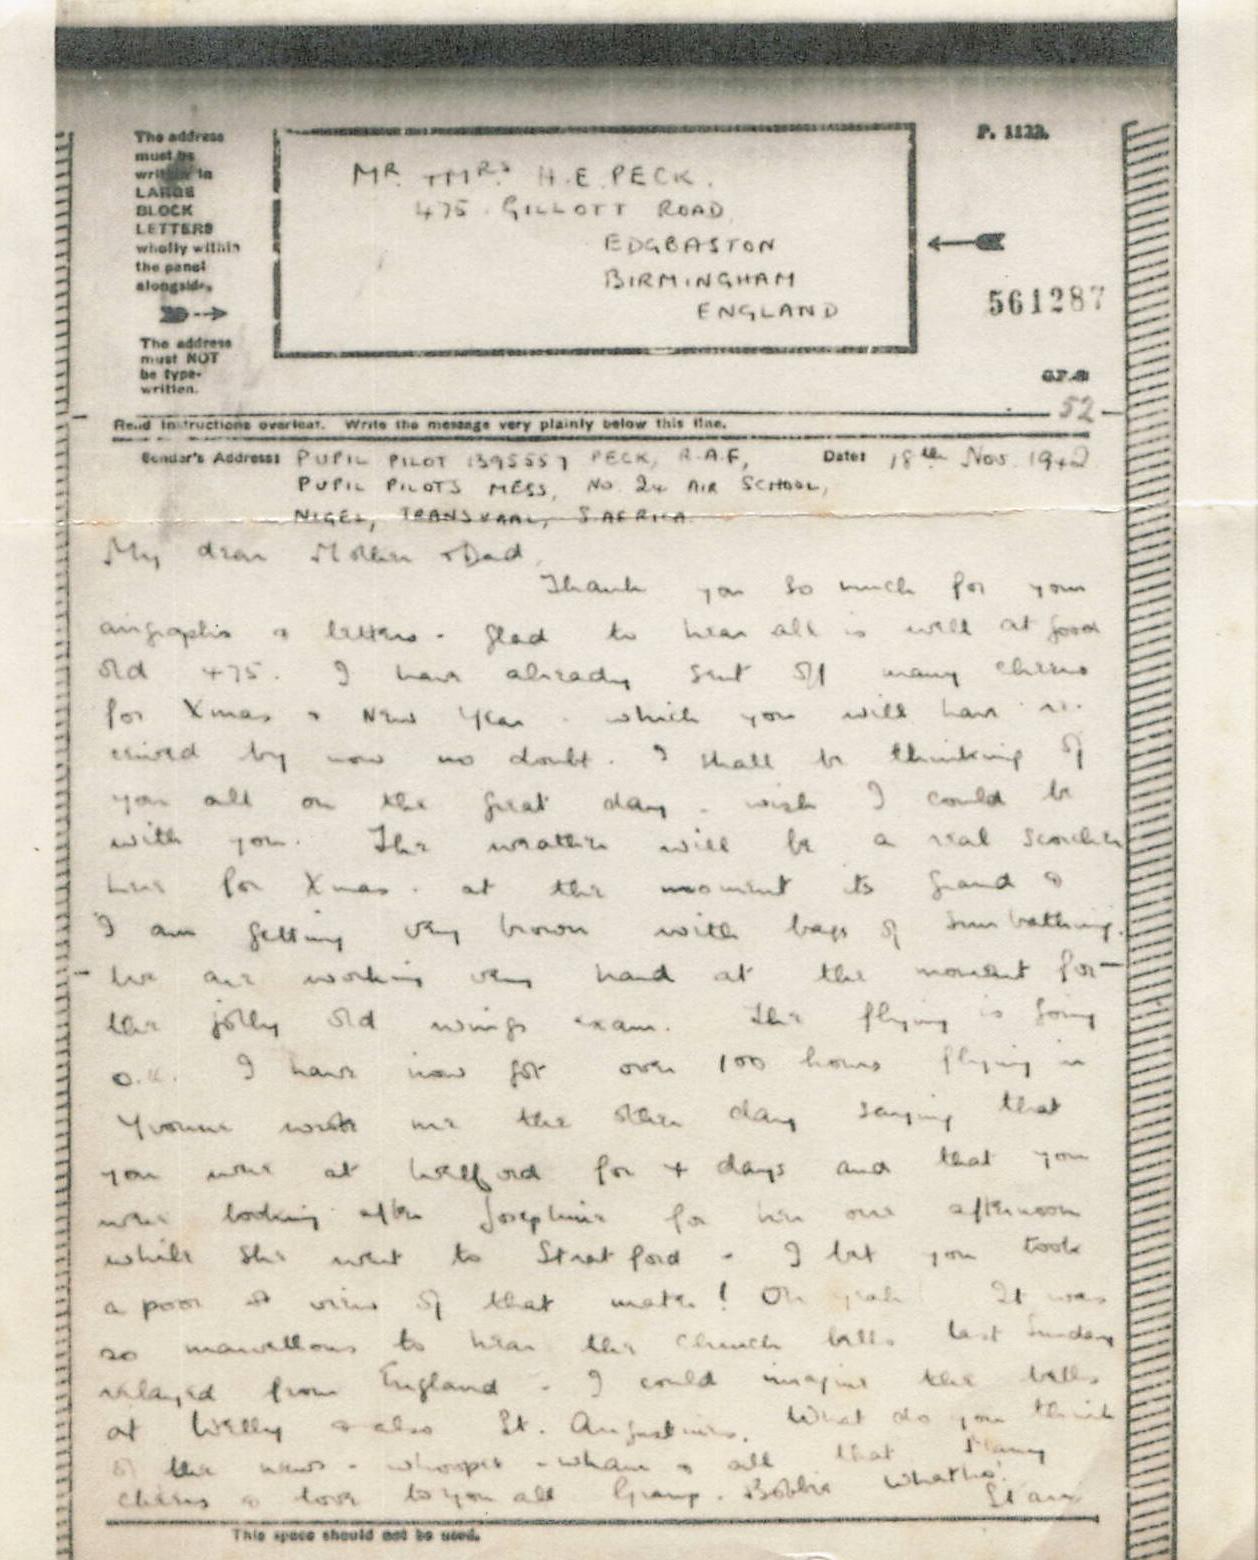 The address
must be
written in
LARGE
BLOCK
LETTERS
wholly within
the panel
alongside.
The address
must NOT
be type-
written.
MR. + MRS. H.E. PECK.
475. GILLOTT ROAD
EDGBASTON
BIRMINGHAM
ENGLAND
P. 1123.
561287
52
Read instructions overleaf. Write the message very plainly below this line.
Sender's Address: PUPIL PILOT 1395557 PECK, R.A.F, Date: 18th Nov. 1942
PUPIL PILOTS MESS, No. 24 AIR SCHOOL,
NIGEL, TRANSVAAL, S.AFRICA.
My dear Mother & Dad,
Thank you so much for your
airgraphs & letters - glad to hear all is well at good
old 475. I have already sent off many cheers
for Xmas & New Year - which you will have re-
ceived by now no doubt. I shall be thinking of
you all on the great day - wish I could be
with you. The weather will be a real scorcher
here for Xmas - at the moment its grand &
I am getting very brown with bags of sunbathing.
We are working very hard at the moment for
the jolly old wings exam. The flying is going
o.k. I have now got over 100 hours flying in
Yvonne wrote me the other day saying that
you were at Welford for 4 days and that you
were looking after Josephine for her one afternoon
while she went to Stratford - I bet you took
a poor view of that mater! Oh yeah! It was
so marvellous to hear the church bells last Sunday
relayed from England - I could imagine the bells
at Welly & also St. Augustines. What do you think
of the news - whoopee - wham & all that Many
cheers & love to you all Gramp. Bobbie whatho!
Stan
This space should not be used.